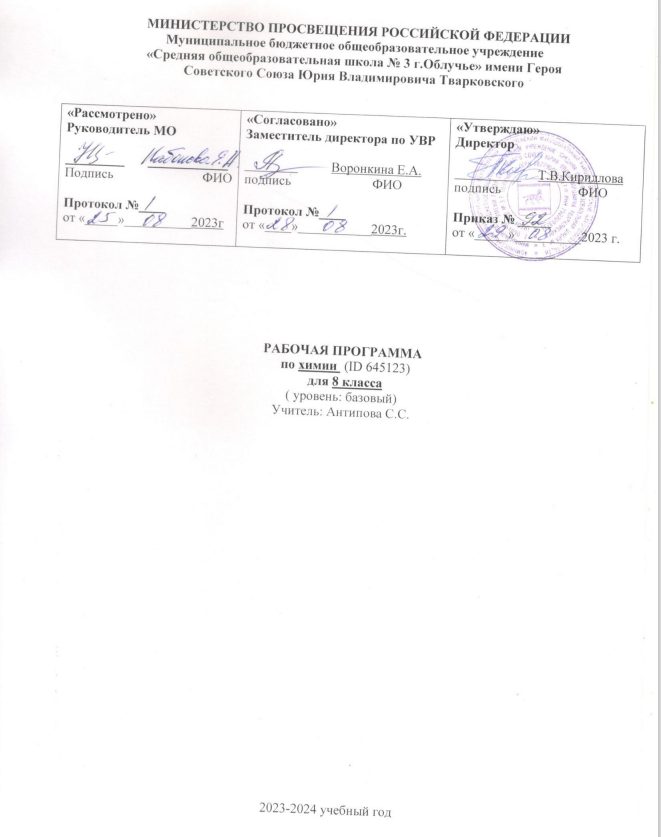 МИНИСТЕРСТВО ПРОСВЕЩЕНИЯ РОССИЙСКОЙ ФЕДЕРАЦИИ
Муниципальное бюджетное общеобразовательное учреждение
«Средняя общеобразовательная школа № 3 г.Облучье» имени Героя
Советского Союза Юрия Владимировича Тварковского
«Рассмотрено»
Руководитель МО
Подпись ФИО
Протокол № 1
от « 25 » 08 2023г
«Согласовано»
Заместитель директора по УВР
Воронкина Е.А.
подпись ФИО
Протокол № 1
от «28» 08 2023г.
«Утверждаю»
Директор
Т.В.Кириллова
подпись ФИО
Приказ № 92
от « 29 » 08 2023 г.
РАБОЧАЯ ПРОГРАММА
по химии (ID 645123)
для 8 класса
( уровень: базовый)
Учитель: Антипова С.С.
2023-2024 учебный год